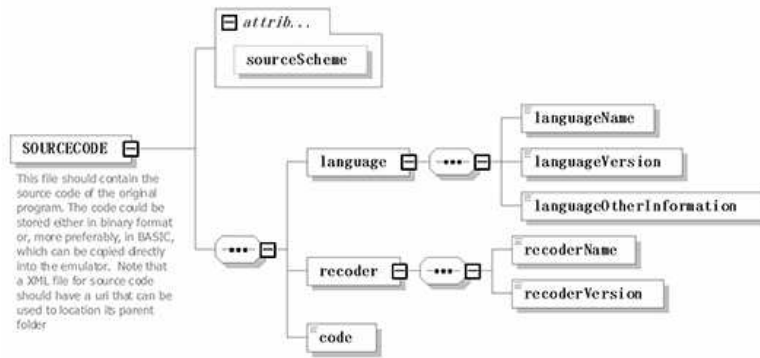 attrib...
sourceScheme
SOURCECODE
This file should contain the
source code of the original
program. The code could be
stored either in binary format
or, more preferably, in BASIC,
which can be copied directly
into the emulator. Note that
a XML file for source code
should have a uri that can be
used to location its parent
folder
language
languageName
languageVersion
languageOtherInformation
recoder
recoderName
recoderVersion
code